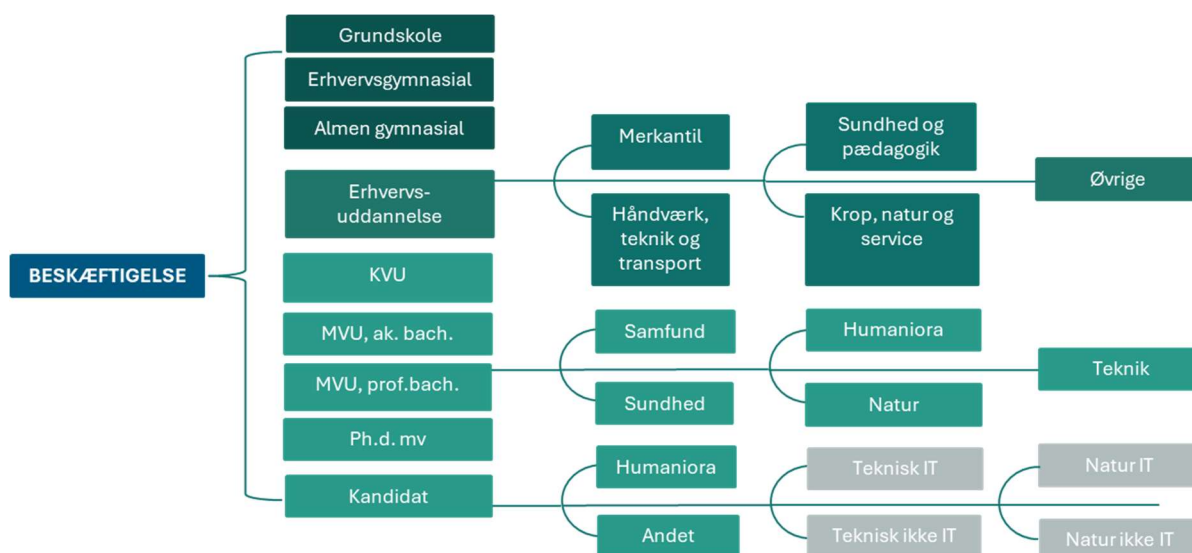 Grundskole
Erhvervsgymnasial
Almen gymnasial
Erhvervs-
uddannelse
Merkantil
Håndværk,
teknik og
transport
Sundhed og
pædagogik
Krop, natur og
service
Øvrige
BESKÆFTIGELSE
KVU
MVU, ak. bach.
MVU, prof.bach.
Samfund
Sundhed
Humaniora
Natur
Teknik
Ph.d. mv
Kandidat
Humaniora
Andet
Teknisk IT
Teknisk ikke IT
Natur IT
Natur ikke IT